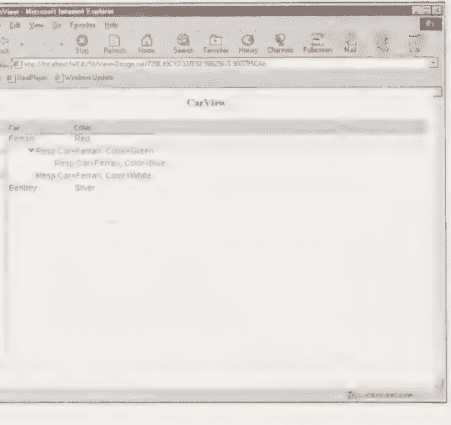 View - Microsoft Internet Explorer
Edit View Go Favorites Help
Stop Refresh Home Search Favorites History Channels Fullscreen Mail
RealPlayer Windows Update
CarView
Car Color
Ferrari Red
Resp Car=Ferrari, Color=Green
Resp Car=Ferrari, Color=Blue
Resp Car=Ferrari, Color=White
Bentley Silver